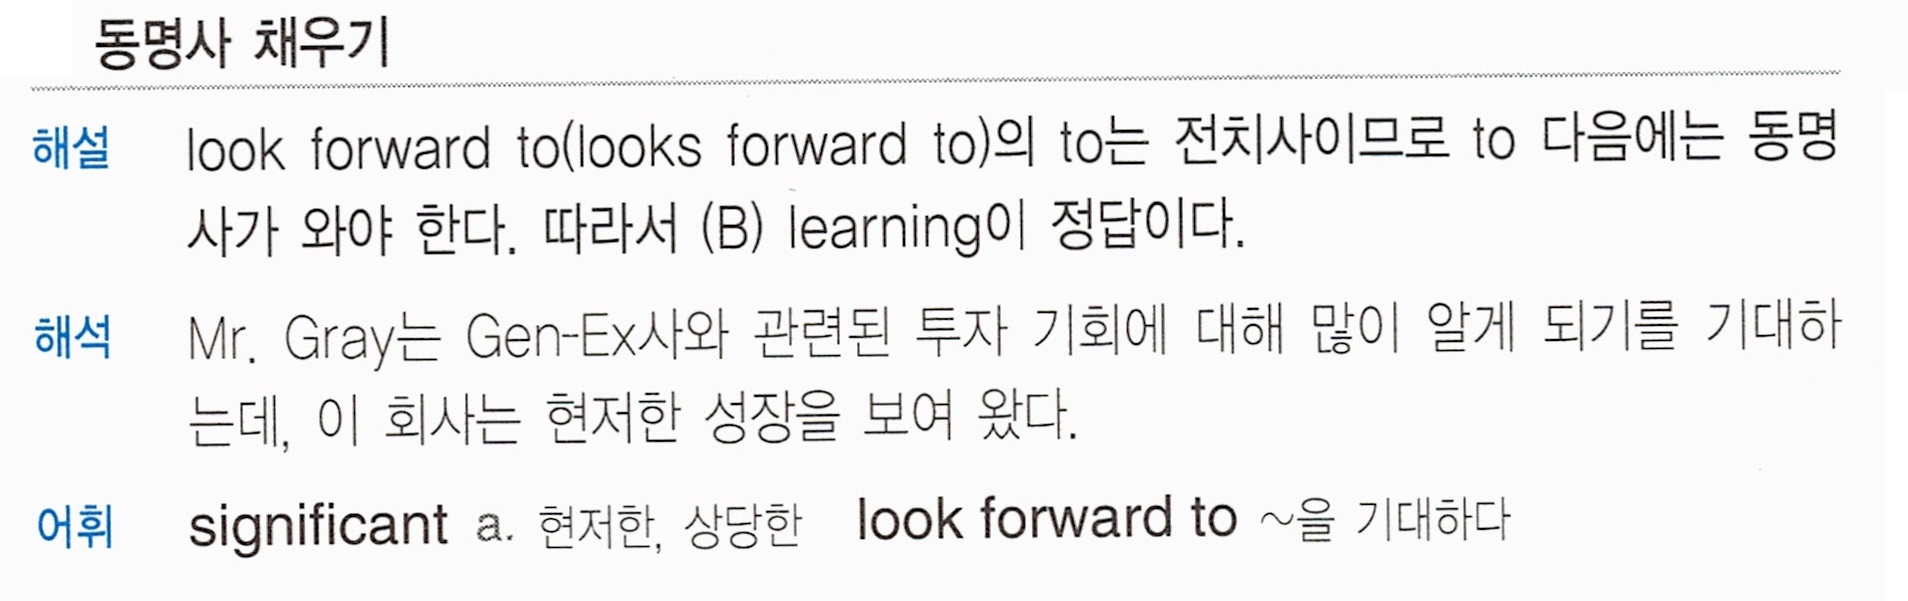 동명사 채우기
해설 look forward to(looks forward to)의 to는 전치사이므로 to 다음에는 동명
사가 와야 한다. 따라서 (B) learning이 정답이다.
해석 Mr. Gray는 Gen-Ex사와 관련된 투자 기회에 대해 많이 알게 되기를 기대하
는데, 이 회사는 현저한 성장을 보여 왔다.
어휘 significant a. 현저한, 상당한 look forward to ~을 기대하다